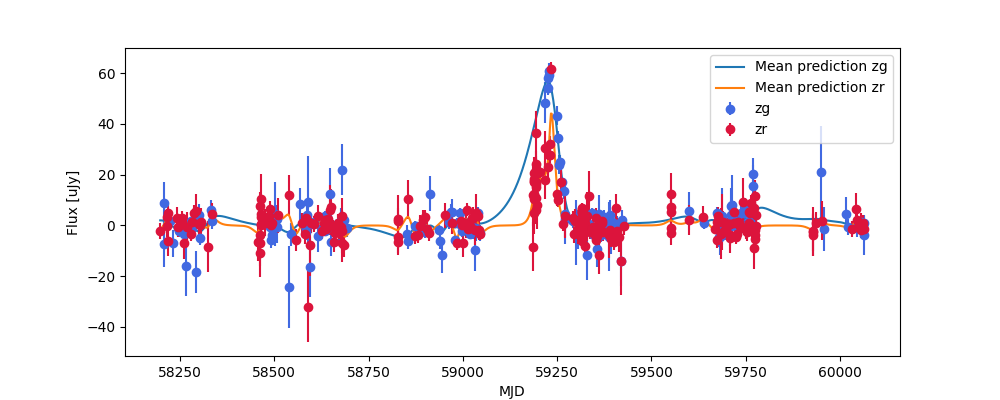 Mean prediction zg
Mean prediction zr
zg
zr
60
40
20
0
−20
−40
Flux [uJy]
58250
58500
58750
59000
59250
59500
59750
60000
MJD